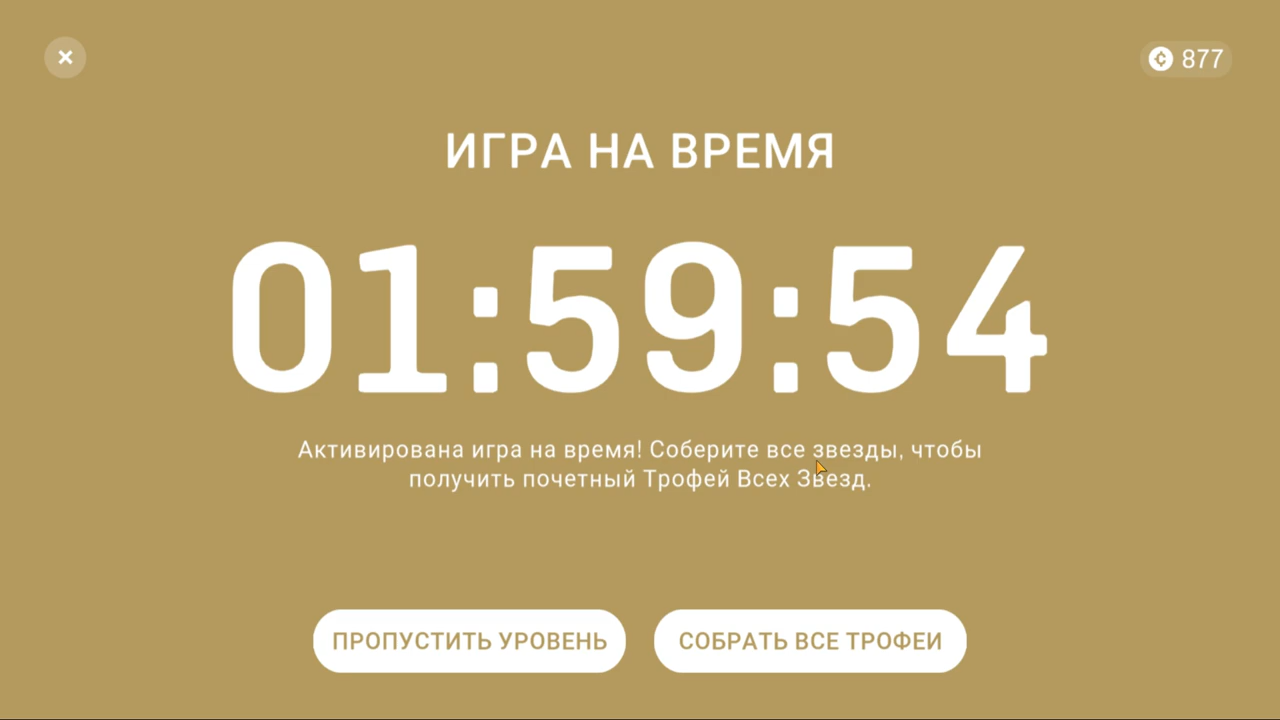 877
ИГРА НА ВРЕМЯ
01:59:54
Активирована игра на время! Соберите все звезды, чтобы
получить почетный Трофей Всех Звезд.
ПРОПУСТИТЬ УРОВЕНЬ
СОБРАТЬ ВСЕ ТРОФЕИ